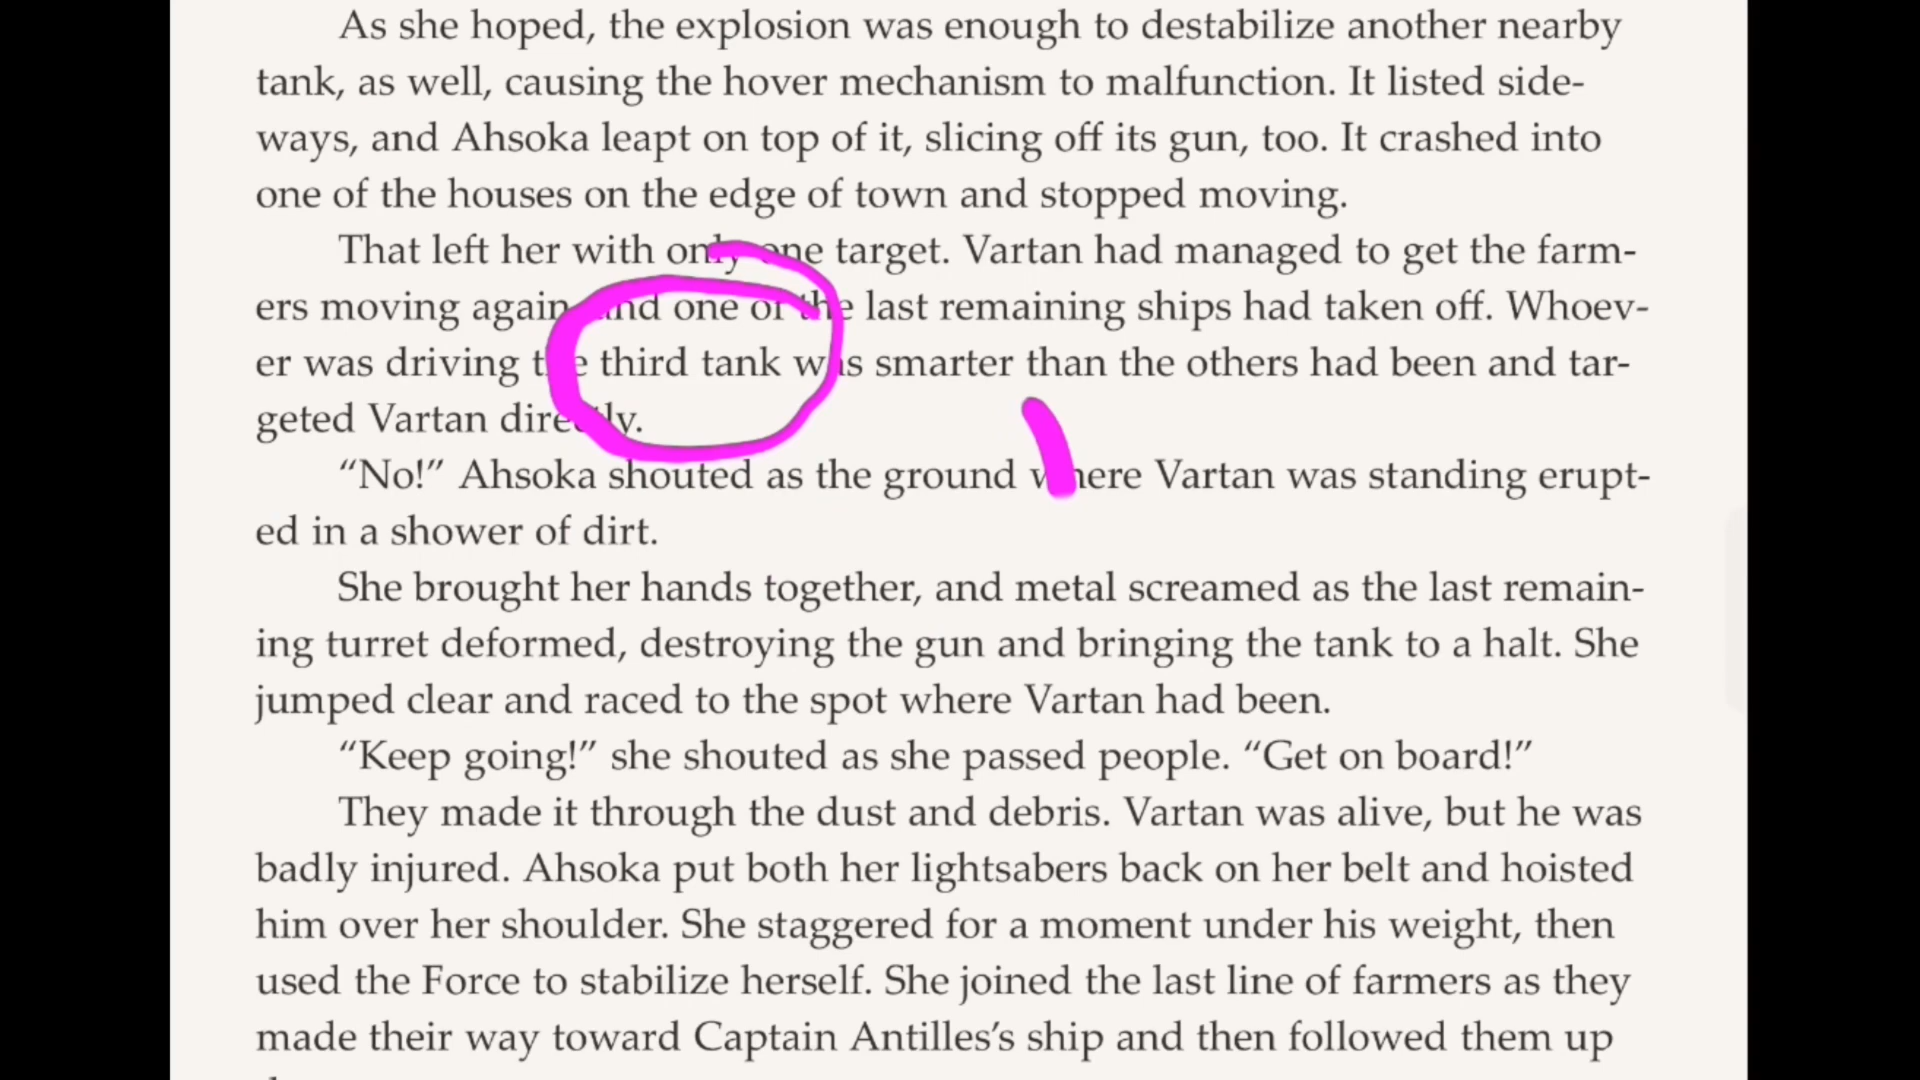 As she hoped, the explosion was enough to destabilize another nearby
tank, as well, causing the hover mechanism to malfunction. It listed side-
ways, and Ahsoka leapt on top of it, slicing off its gun, too. It crashed into
one of the houses on the edge of town and stopped moving.
That left her with only one target. Vartan had managed to get the farm-
ers moving again and one of the last remaining ships had taken off. Whoev-
er was driving the third tank was smarter than the others had been and tar-
geted Vartan directly.
“No!” Ahsoka shouted as the ground where Vartan was standing erupt-
ed in a shower of dirt.
She brought her hands together, and metal screamed as the last remain-
ing turret deformed, destroying the gun and bringing the tank to a halt. She
jumped clear and raced to the spot where Vartan had been.
“Keep going!” she shouted as she passed people. “Get on board!”
They made it through the dust and debris. Vartan was alive, but he was
badly injured. Ahsoka put both her lightsabers back on her belt and hoisted
him over her shoulder. She staggered for a moment under his weight, then
used the Force to stabilize herself. She joined the last line of farmers as they
made their way toward Captain Antilles’s ship and then followed them up